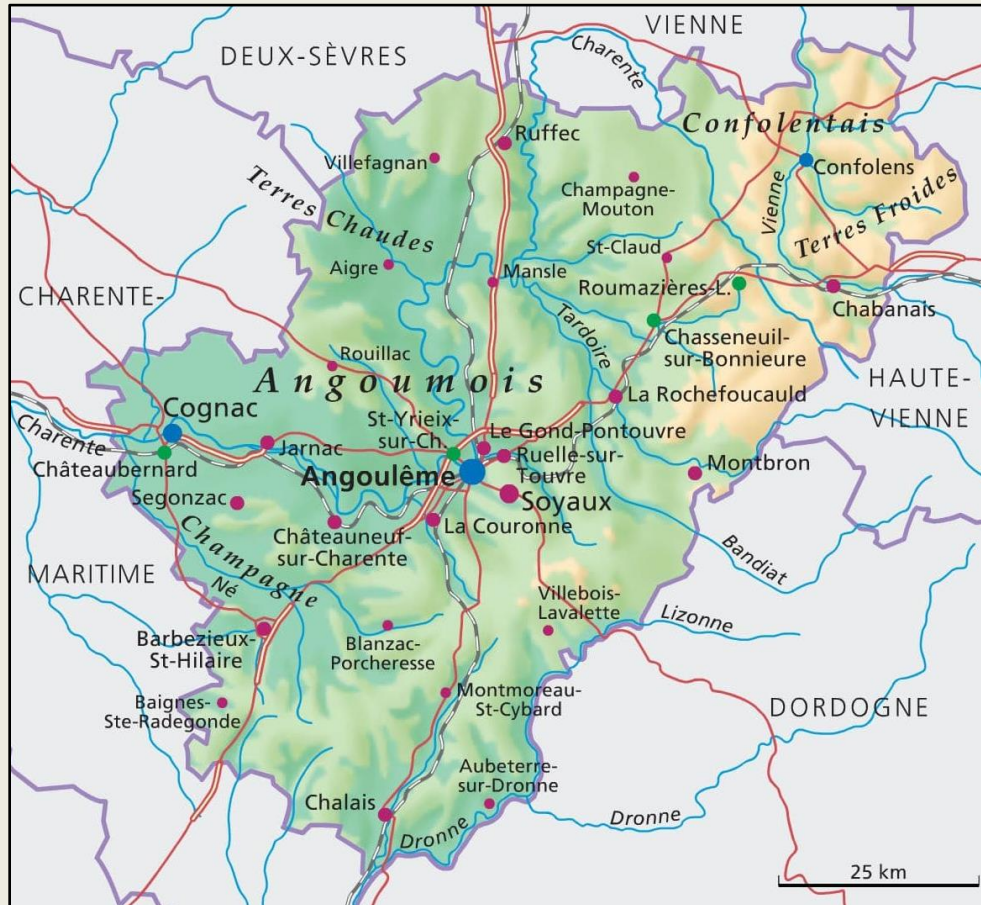 VIENNE
DEUX-SÈVRES
Charente
Confolentais
Ruffec
Villefagnan
Confolens
Terres Chaudes
Champagne-
Mouton
Vienne
Terres Froides
St-Claud
Aigre
Mansle
Roumazières-L.
Chabanais
CHARENTE-
Tardoire
Chasseneuil-
sur-Bonnieure
Rouillac
Angoumois
HAUTE-
VIENNE
La Rochefoucauld
Cognac
St-Yrieix-
sur-Ch.
Le Gond-Pontouvre
Charente
Jarnac
Châteaubernard
Angoulême
Ruelle-sur-
Touvre
Montbron
Segonzac
Soyaux
Châteauneuf-
sur-Charente
La Couronne
Champagne
Bandiat
MARITIME
Né
Villebois-
Lavalette
Lizonne
Barbezieux-
St-Hilaire
Blanzac-
Porcheresse
Baignes-
Ste-Radegonde
Montmoreau-
St-Cybard
DORDOGNE
Aubeterre-
sur-Dronne
Chalais
Dronne
Dronne
25 km